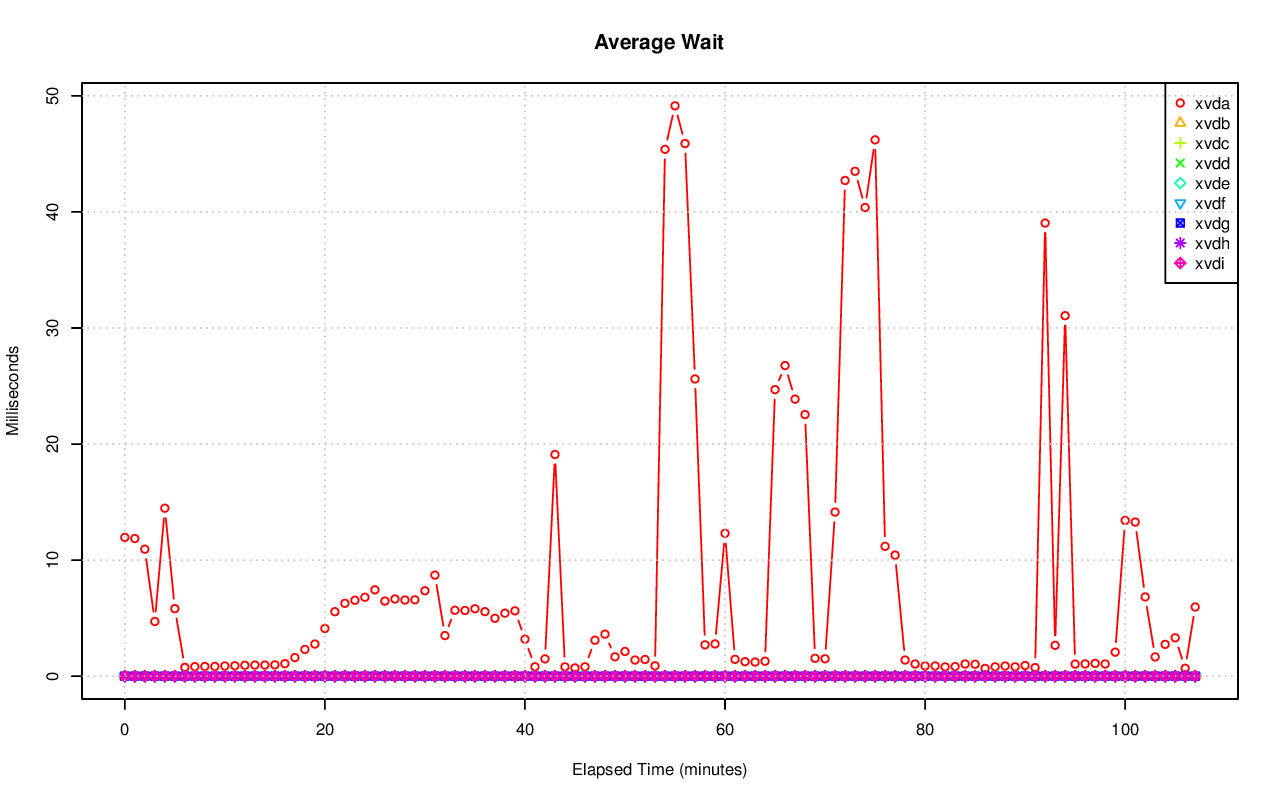 Average Wait
Milliseconds
50
40
30
20
10
0
xvda
xvdb
xvdc
xvdd
xvde
xvdf
xvdg
xvdh
xvdi
0 20 40 60 80 100
Elapsed Time (minutes)